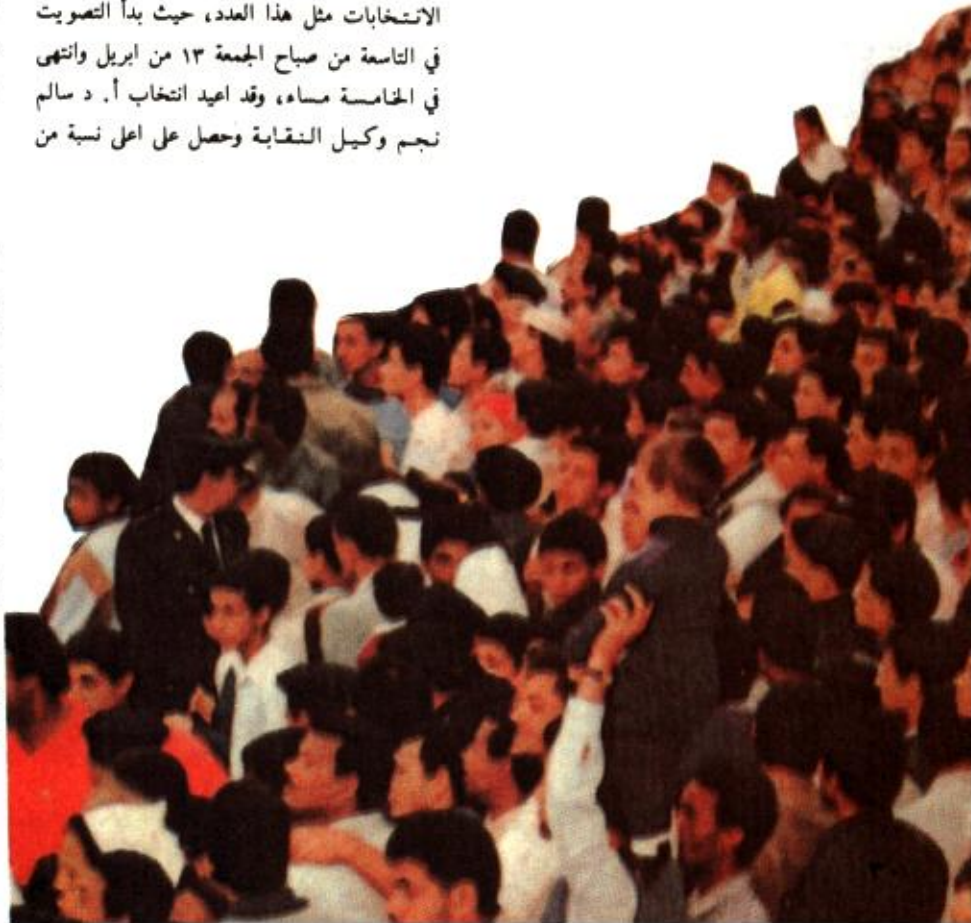 الانتخابات مثل هذا العدد، حيث بدأ التصويت
في التاسعة من صباح الجمعة ١٣ من ابريل وانتهى
في الخامسة مساء، وقد اعيد انتخاب أ. د سالم
نجم وكيل النقابة وحصل على اعلى نسبة من